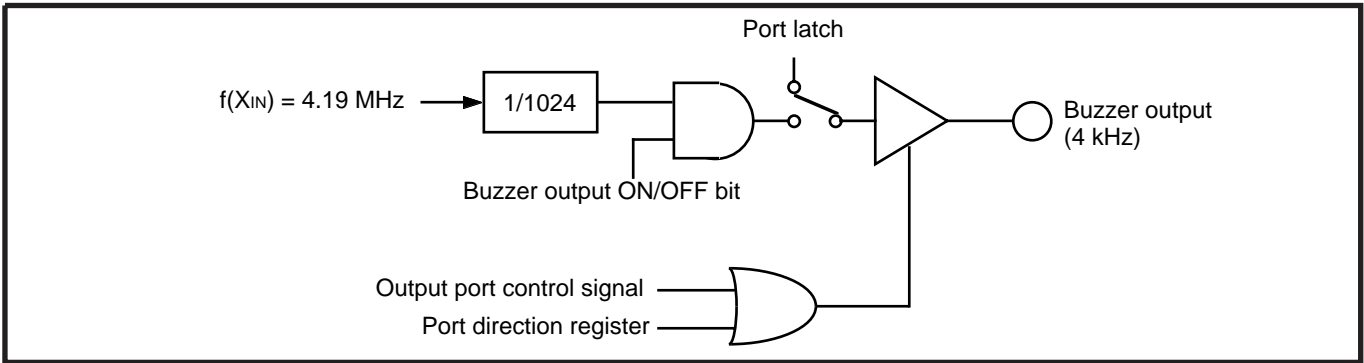 Port latch
f(XIN) = 4.19 MHz
1/1024
Buzzer output
(4 kHz)
Buzzer output ON/OFF bit
Output port control signal
Port direction register